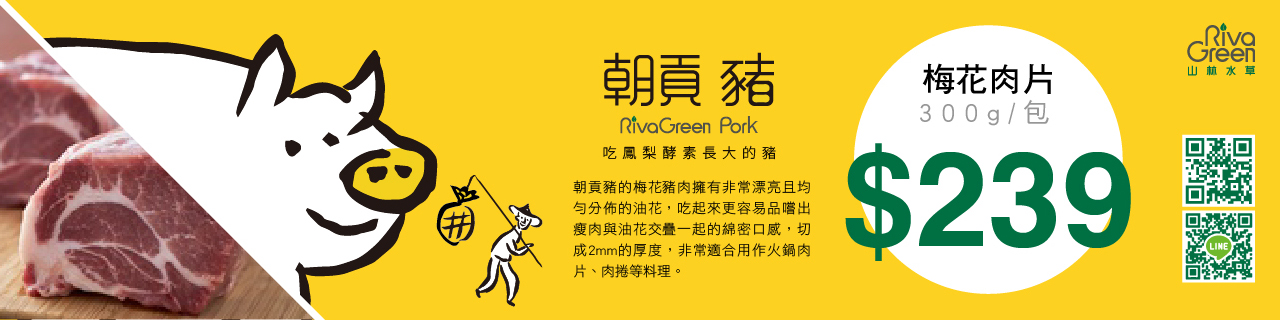 朝貢豬
RivaGreen Pork
吃鳳梨酵素長大的豬
朝貢豬的梅花豬肉擁有非常漂亮且均
勻分佈的油花，吃起來更容易品嚐出
瘦肉與油花交疊一起的綿密口感，切
成2mm的厚度，非常適合用作火鍋肉
片、肉捲等料理。
梅花肉片
300g/包
$239
Riva
Green
山林水草
LINE